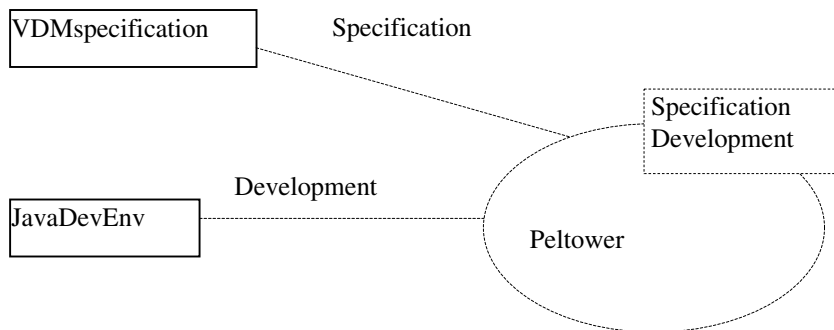 VDMspecification
Specification
Specification
Development
Development
JavaDevEnv
Peltower